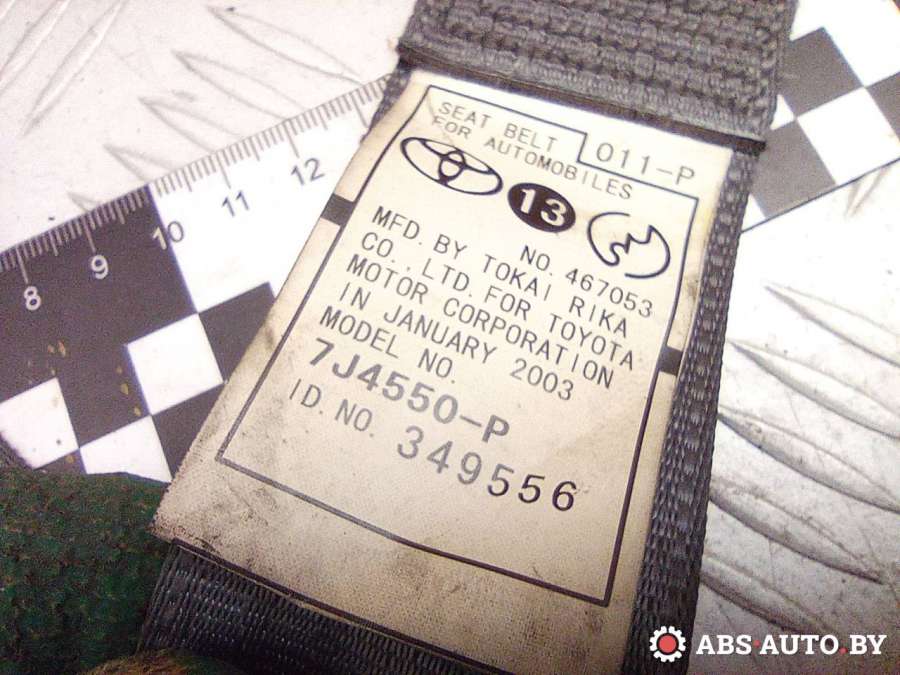 SEAT BELT 011-P
FOR AUTOMOBILES
13
NO. 467053
MFD. BY TOKAI RIKA
CO., LTD. FOR TOYOTA
MOTOR CORPORATION
IN JANUARY 2003
MODEL NO.
7J4550-P
ID. NO. 349556
8 9 10 11 12
ABS-AUTO.BY